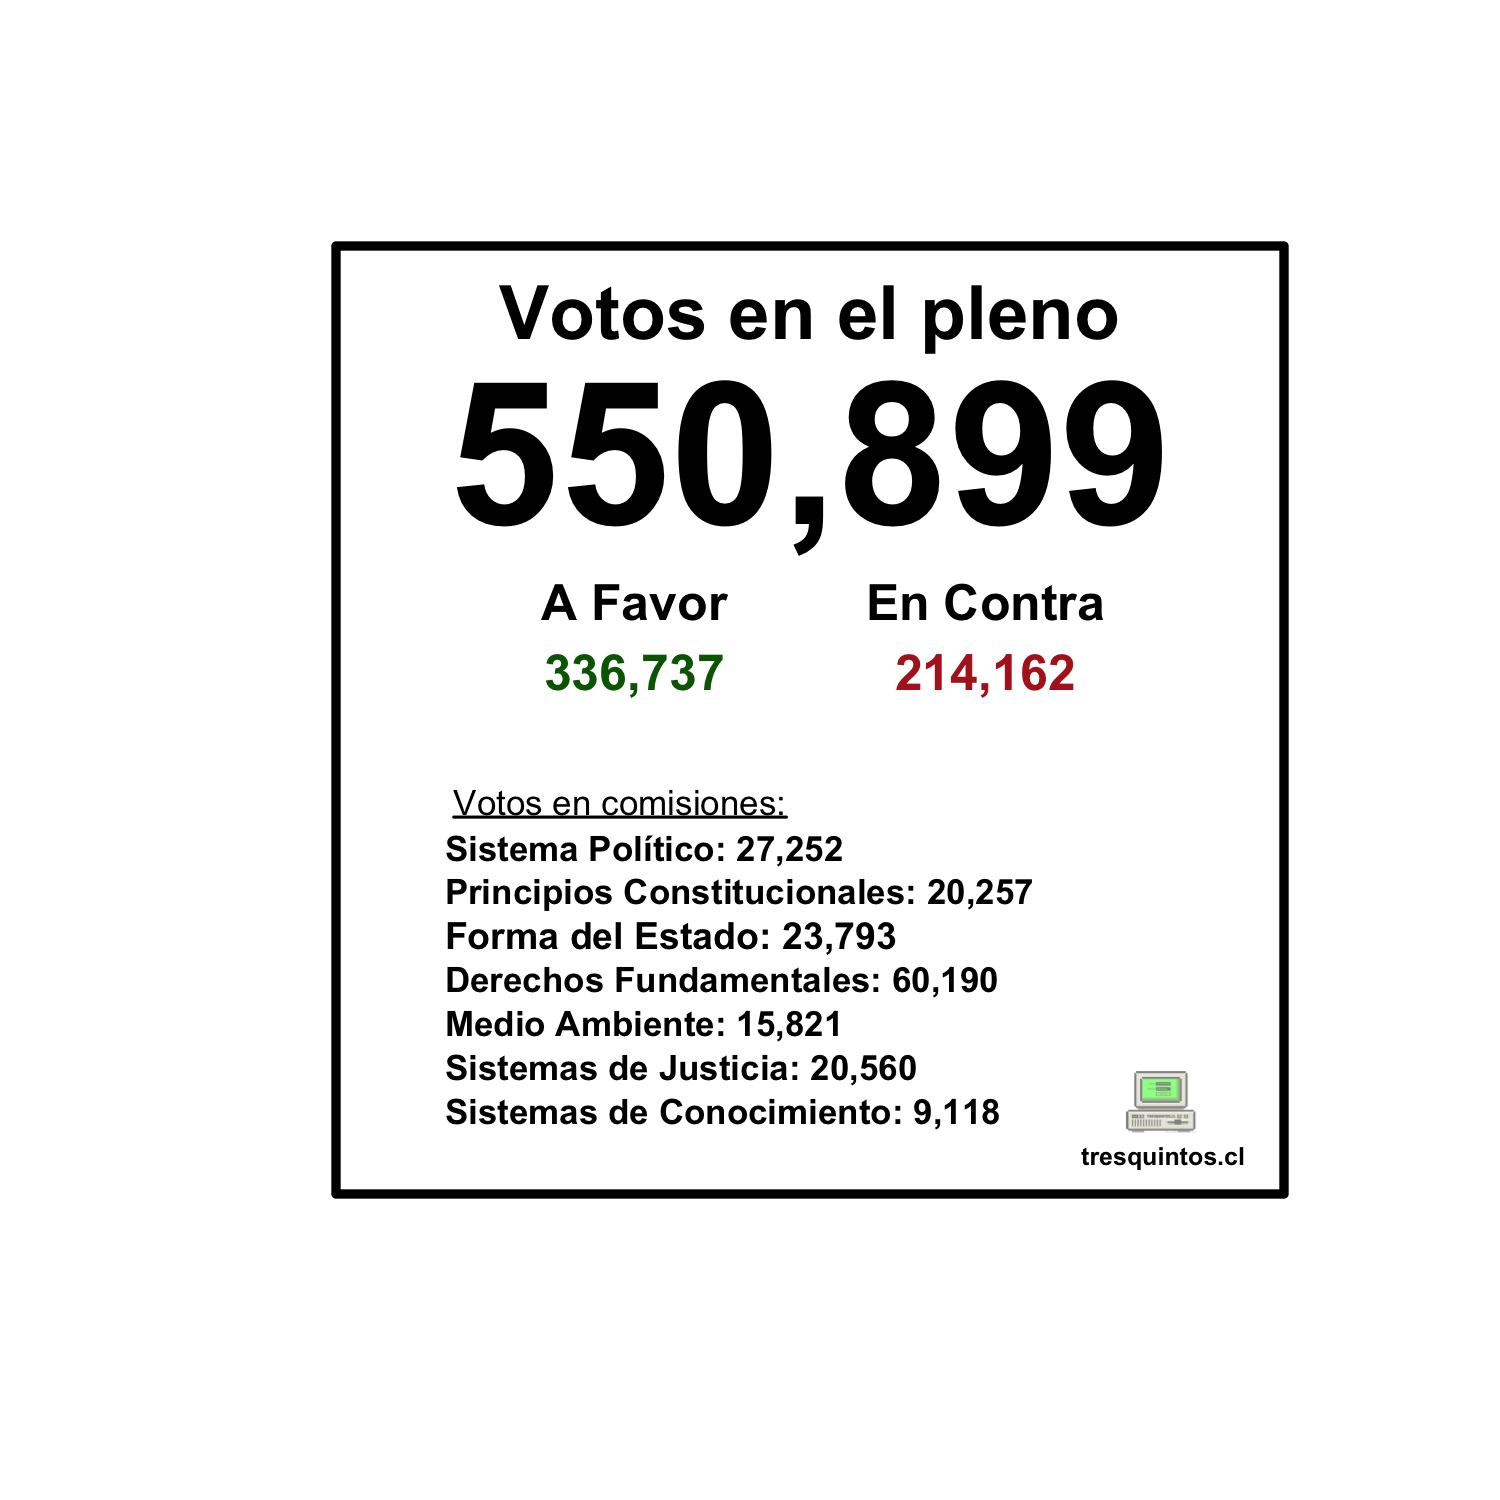 Votos en el pleno
550,899
A Favor En Contra
336,737 214,162
Votos en comisiones:
Sistema Político: 27,252
Principios Constitucionales: 20,257
Forma del Estado: 23,793
Derechos Fundamentales: 60,190
Medio Ambiente: 15,821
Sistemas de Justicia: 20,560
Sistemas de Conocimiento: 9,118
tresquintos.cl